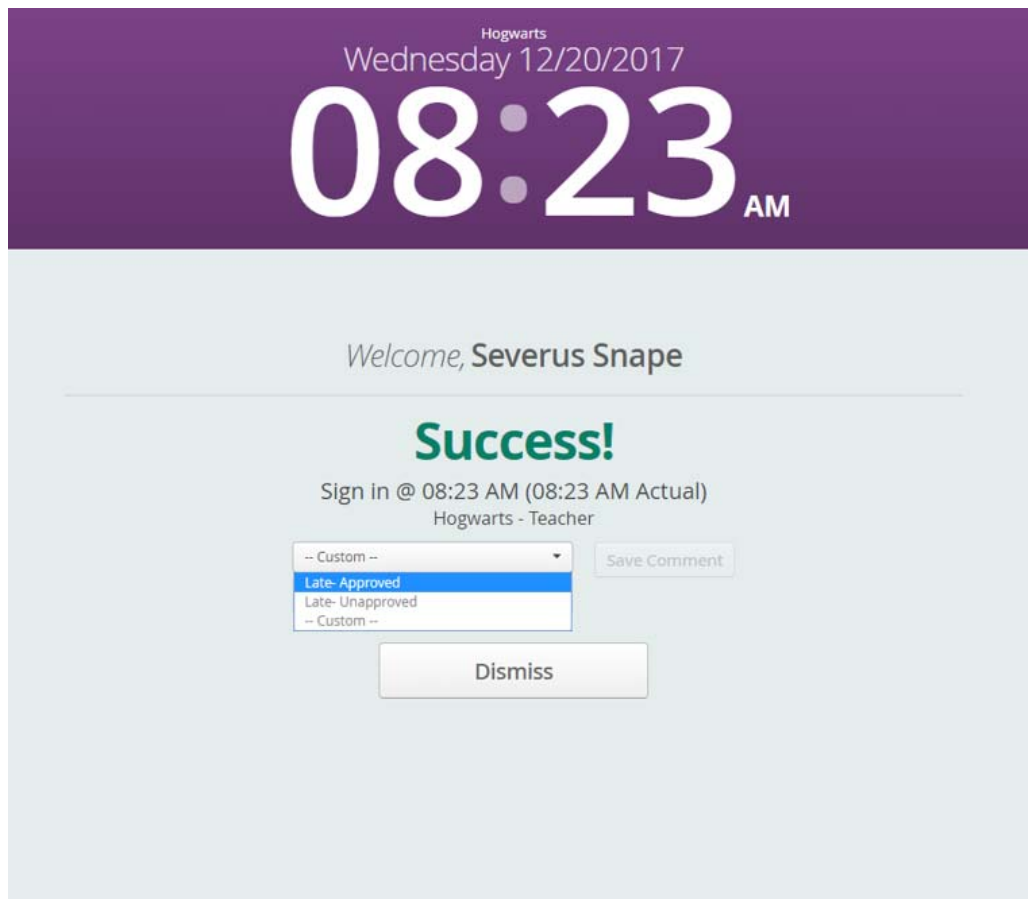 Hogwarts
Wednesday 12/20/2017
08:23 AM
Welcome, Severus Snape
Success!
Sign in @ 08:23 AM (08:23 AM Actual)
Hogwarts - Teacher
-- Custom -- Save Comment
Late- Approved
Late- Unapproved
-- Custom --
Dismiss